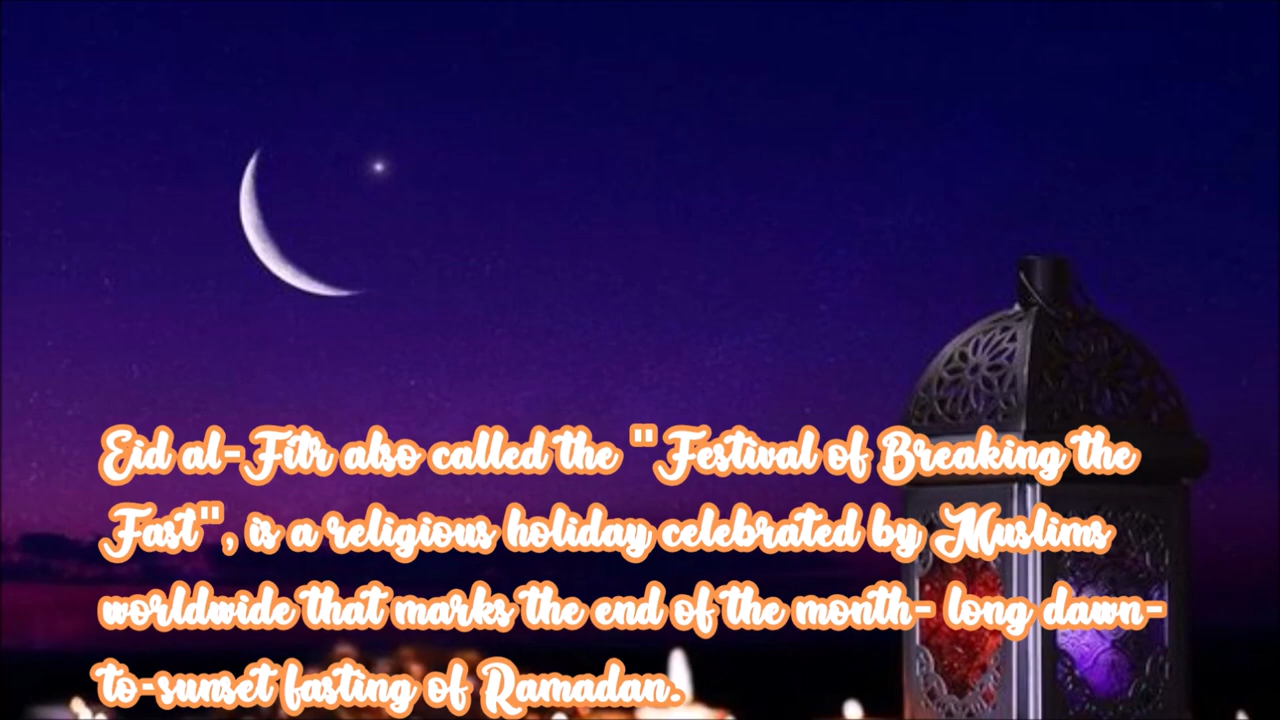 Eid al-Fitr also called the "Festival of Breaking the
Fast", is a religious holiday celebrated by Muslims
worldwide that marks the end of the month- long dawn-
to-sunset fasting of Ramadan.